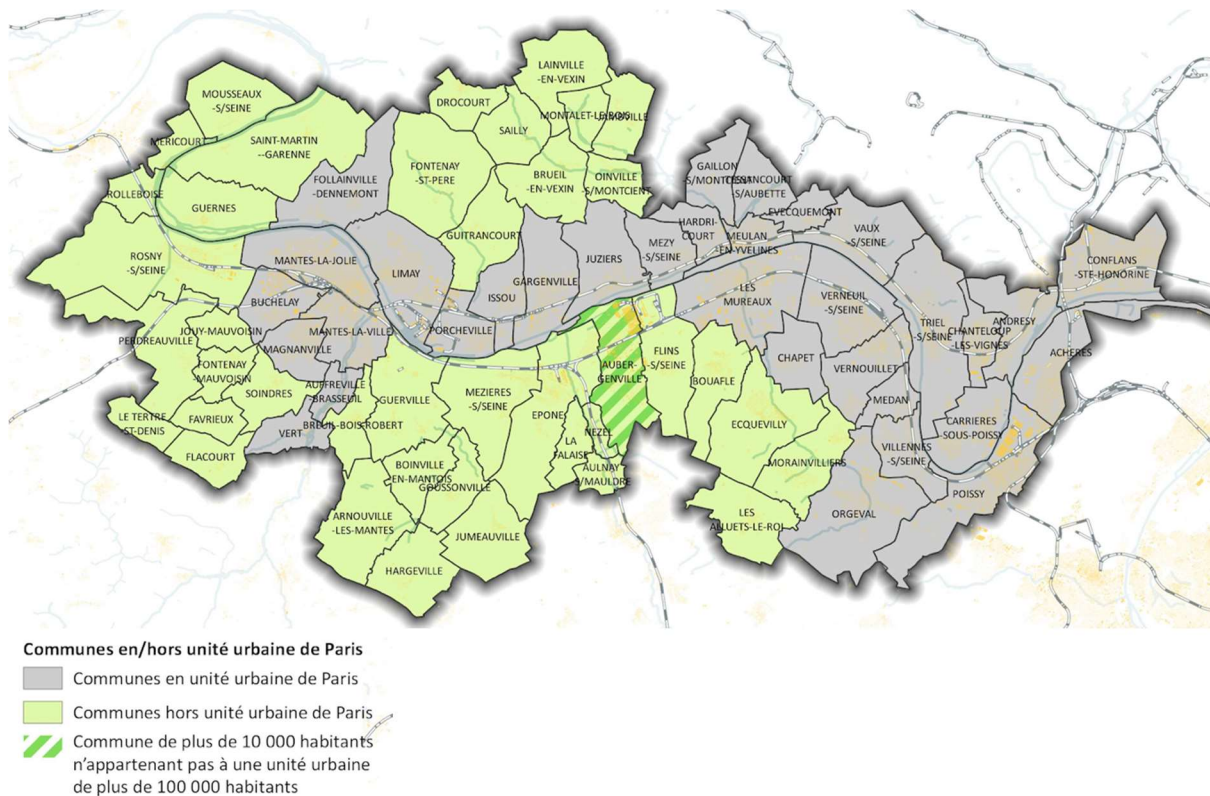 LAINVILLE
-EN-VEXIN
MOUSSEAUX
-S/SEINE
DROCOURT
MONTALET-LE-BOIS
SAILLY
MERICOURT
SAINT-MARTIN
--GARENNE
GAILLON
S/MONTCIENT
FONTENAY
-ST-PERE
BRUEIL
-EN-VEXIN
OINVILLE
-S/MONTCIENT
FOLLAINVILLE
-DENNEMONT
S/AUBETTE
ROLLEBOISE
GUERNES
EVECQUEMONT
HARDRI-
COURT
MEULAN
-EN-YVELINES
VAUX
S/SEINE
GUITRANCOURT
MEZY
-S/SEINE
ROSNY
-S/SEINE
MANTES-LA-JOLIE
LIMAY
JUZIERS
CONFLANS
-STE-HONORINE
GARGENVILLE
ISSOU
LES
MUREAUX
VERNEUIL
-S/SEINE
BUCHELAY
TRIEL
-S/SEINE
ANDRESY
CHANTELOUP
-LES-VIGNES
JOUY-MAUVOISIN
MANTES-LA-VILLE
PORCHEVILLE
PERDREAUVILLE
MAGNANVILLE
FLINS
-S/SEINE
CHAPET
ACHERES
FONTENAY
-MAUVOISIN
AUBER-
GENVILLE
VERNOUILLET
SOINDRES
AUFFREVILLE
-BRASSEUIL
GUERVILLE
MEZIERES
-S/SEINE
BOUAFLE
MEDAN
LE TERTRE
-ST-DENIS
FAVRIEUX
EPONE
ECQUEVILLY
CARRIERES
-SOUS-POISSY
VERT
BREUIL-BOIS-ROBERT
NEZEL
LA
FALAISE
VILLENNES
-S/SEINE
FLACOURT
BOINVILLE
-EN-MANTOIS
AULNAY
-S/MAULDRE
MORAINVILLIERS
GOUSSONVILLE
POISSY
ARNOUVILLE
-LES-MANTES
LES
ALLUETS-LE-ROI
ORGEVAL
JUMEAUVILLE
HARGEVILLE
Communes en/hors unité urbaine de Paris
Communes en unité urbaine de Paris
Communes hors unité urbaine de Paris
Commune de plus de 10 000 habitants
n'appartenant pas à une unité urbaine
de plus de 100 000 habitants